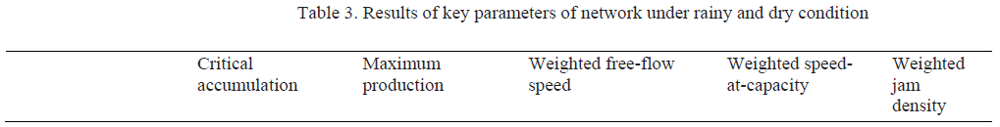 Table 3. Results of key parameters of network under rainy and dry condition
Critical accumulation
Maximum production
Weighted free-flow speed
Weighted speed-at-capacity
Weighted jam density